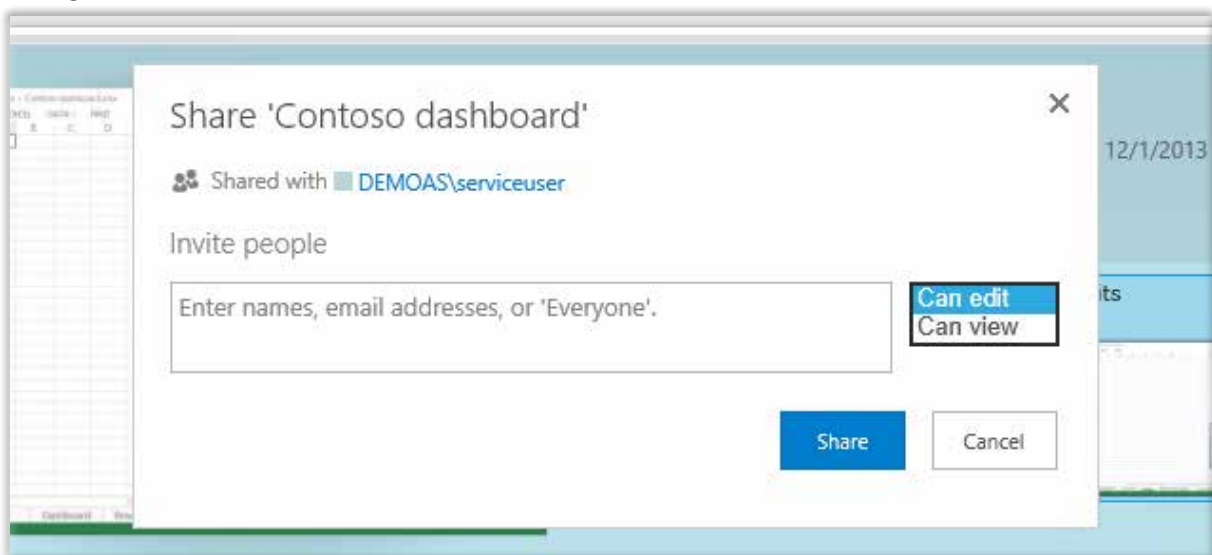 Share 'Contoso dashboard'
12/1/2013
Shared with DEMOAS\serviceuser
Invite people
Enter names, email addresses, or 'Everyone'.
Can edit
Can view
its
Share
Cancel
Dashboard